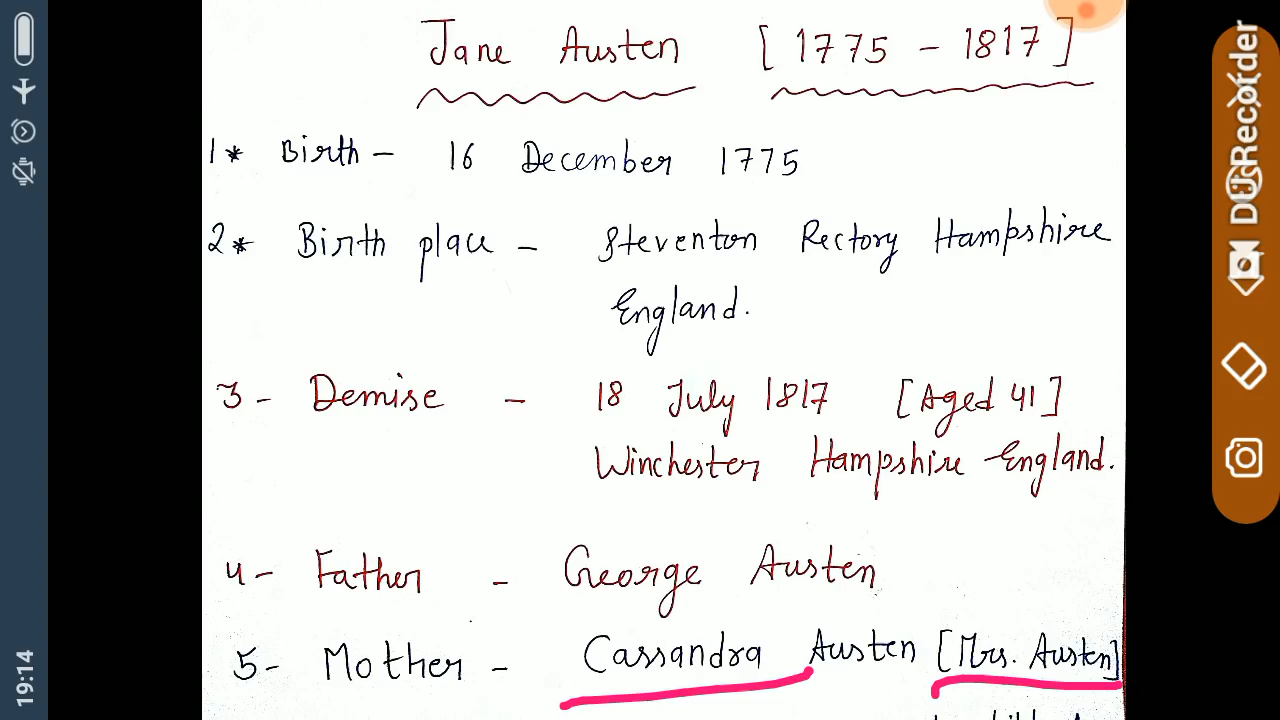 Jane Austen [1775 - 1817]
1* Birth - 16 December 1775
2* Birth place - Steventon Rectory Hampshire
England.
3- Demise - 18 July 1817 [Aged 41]
Winchester Hampshire England.
4- Father - George Austen
5- Mother - Cassandra Austen [Mrs. Austen]
19:14
DU Recorder